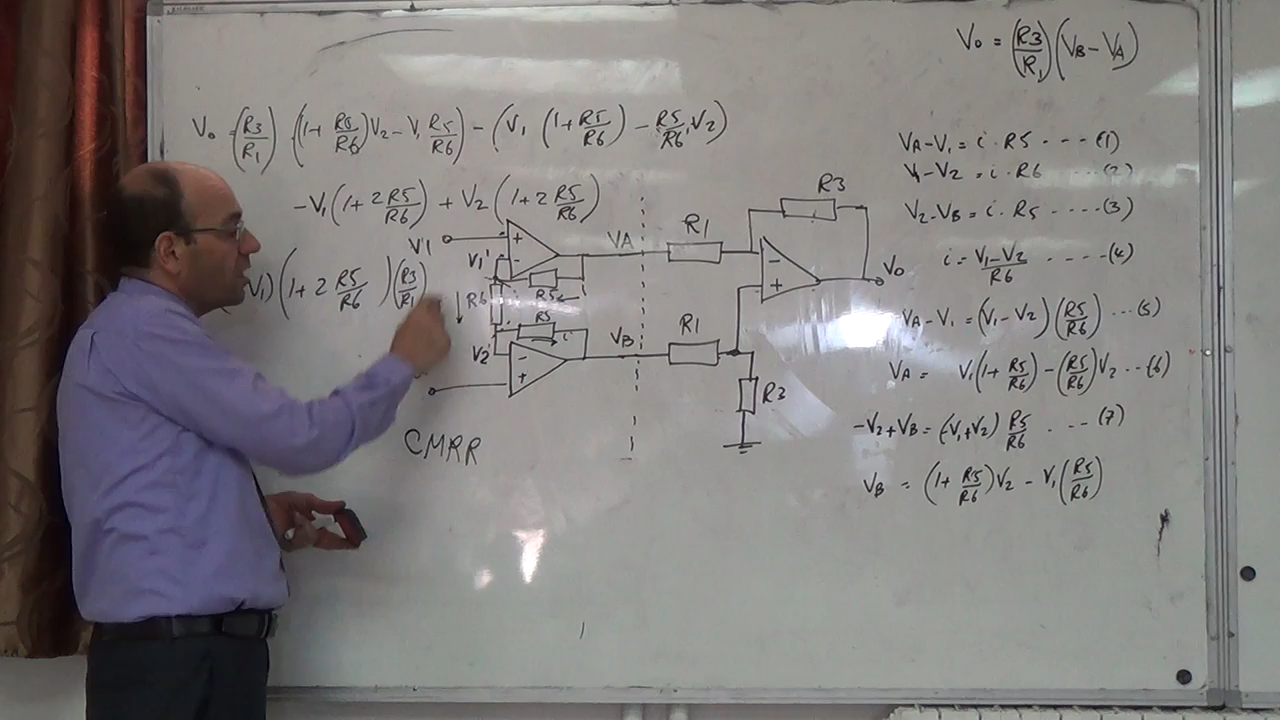 Vo = (R3/R1)(VB - VA)
Vo = (R3/R1) (1+ R5/R6)V2 - V1 R5/R6) - (V1 (1+ R5/R6) - R5/R6 V2)
VA-V1 = i . R5 ---- (1)
V1-V2 = i . R6 ---- (2)
-V1(1+2 R5/R6) + V2(1+2 R5/R6)
V2-VB = i . R5 ---- (3)
R3
V1
VA
R1
V1'
Vo
i = V1-V2/R6 ---- (4)
V1)(1+2 R5/R6)(R3/R1)
R6
R5
R5
i
V2'
VB
R1
VA-V1 = (V1-V2)(R5/R6) ---(5)
VA = V1(1+ R5/R6) - (R5/R6)V2 --(6)
R3
-V2+VB = (-V1+V2) R5/R6 . --- (7)
CMRR
VB = (1+ R5/R6)V2 - V1(R5/R6)